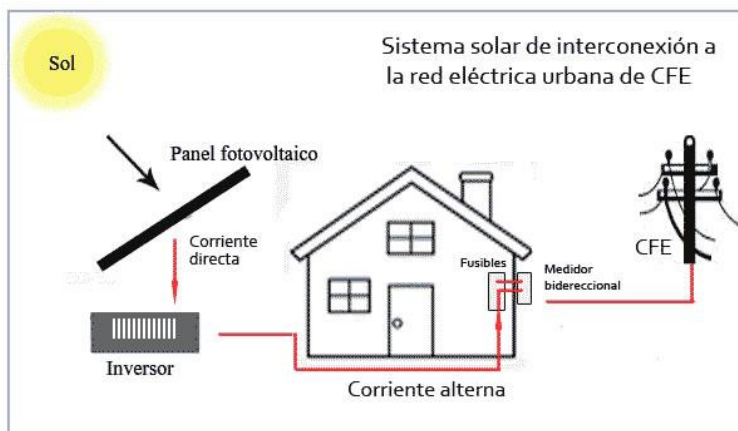 Sol
Sistema solar de interconexión a
la red eléctrica urbana de CFE
Panel fotovoltaico
Corriente
directa
Inversor
Fusibles
Medidor
bidereccional
CFE
Corriente alterna